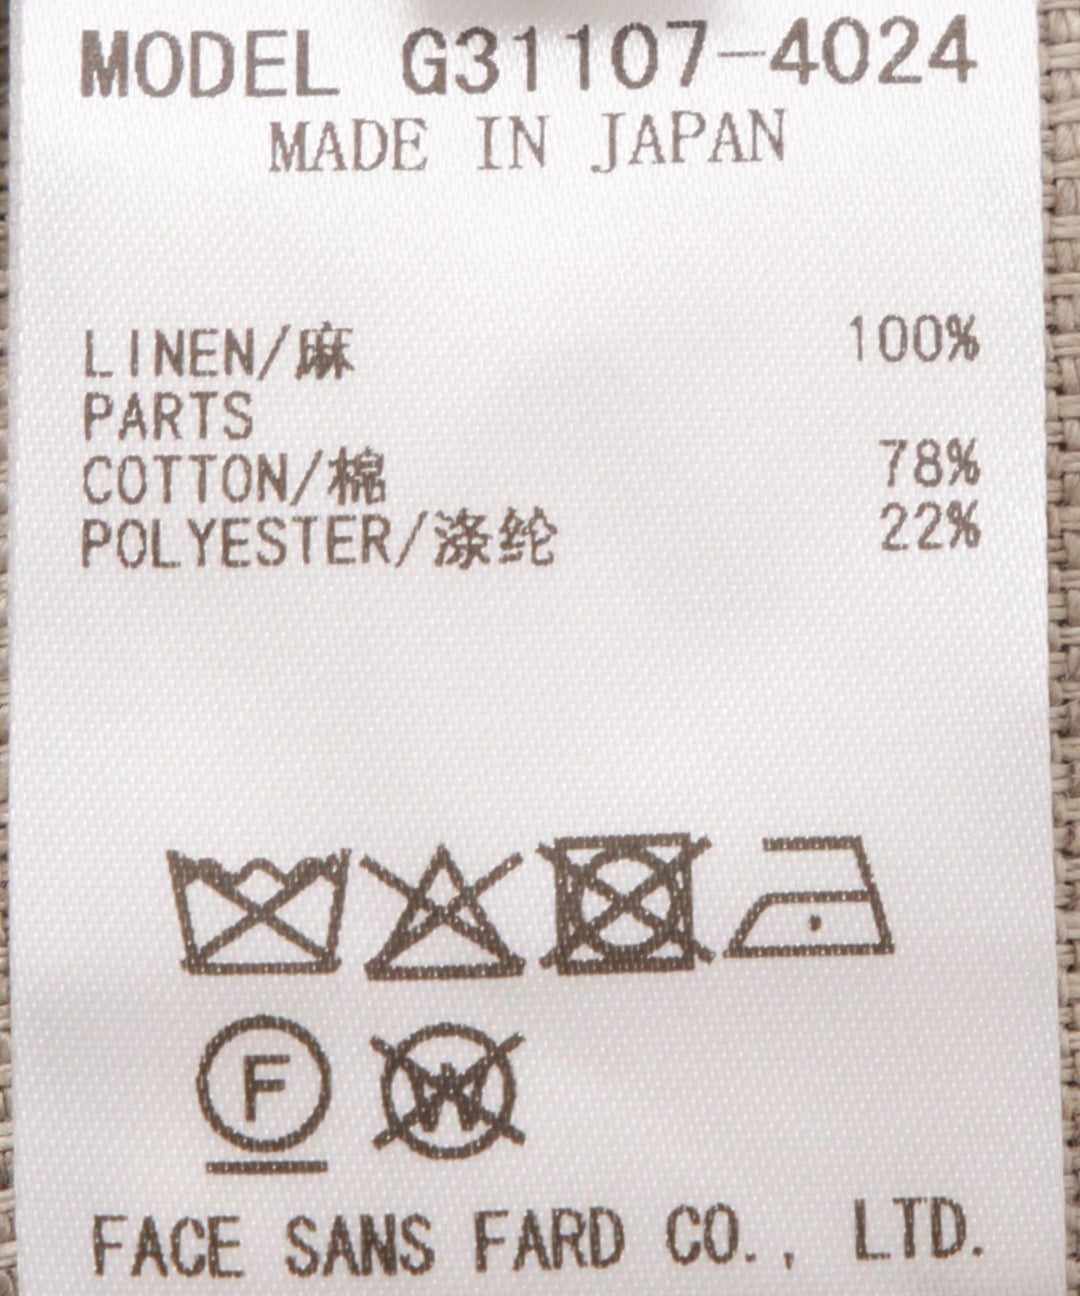 MODEL G31107-4024
MADE IN JAPAN
LINEN/麻 100%
PARTS
COTTON/棉 78%
POLYESTER/涤纶 22%
F W
FACE SANS FARD CO., LTD.